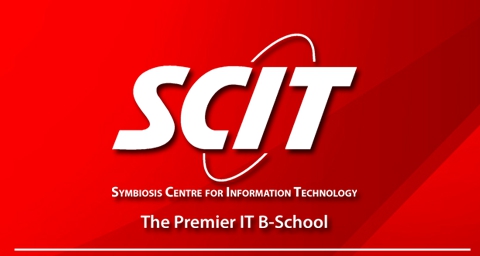 SCIT
SYMBIOSIS CENTRE FOR INFORMATION TECHNOLOGY
The Premier IT B-School